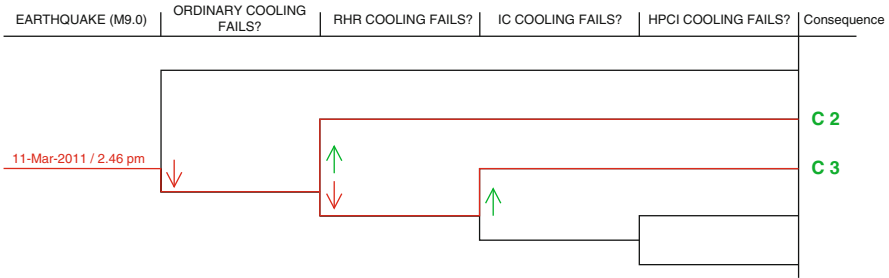 EARTHQUAKE (M9.0)
ORDINARY COOLING
FAILS?
RHR COOLING FAILS?
IC COOLING FAILS?
HPCI COOLING FAILS?
Consequence
C 2
11-Mar-2011 / 2.46 pm
C 3